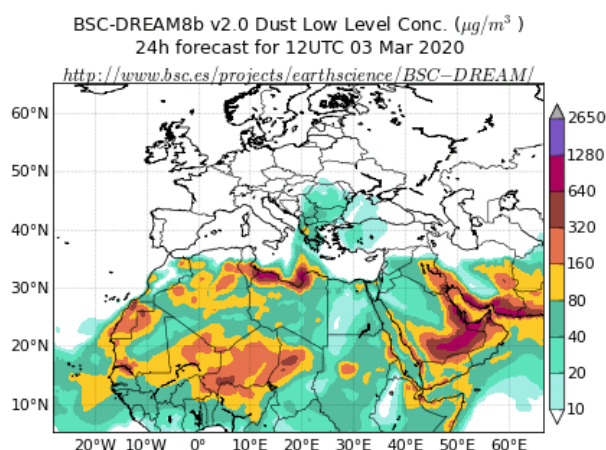 BSC-DREAM8b v2.0 Dust Low Level Conc. (μg/m³ )
24h forecast for 12UTC 03 Mar 2020
http://www.bsc.es/projects/earthscience/BSC−DREAM/
60°N
50°N
40°N
30°N
20°N
10°N
20°W
10°W
0°
10°E
20°E
30°E
40°E
50°E
60°E
2650
1280
640
320
160
80
40
20
10